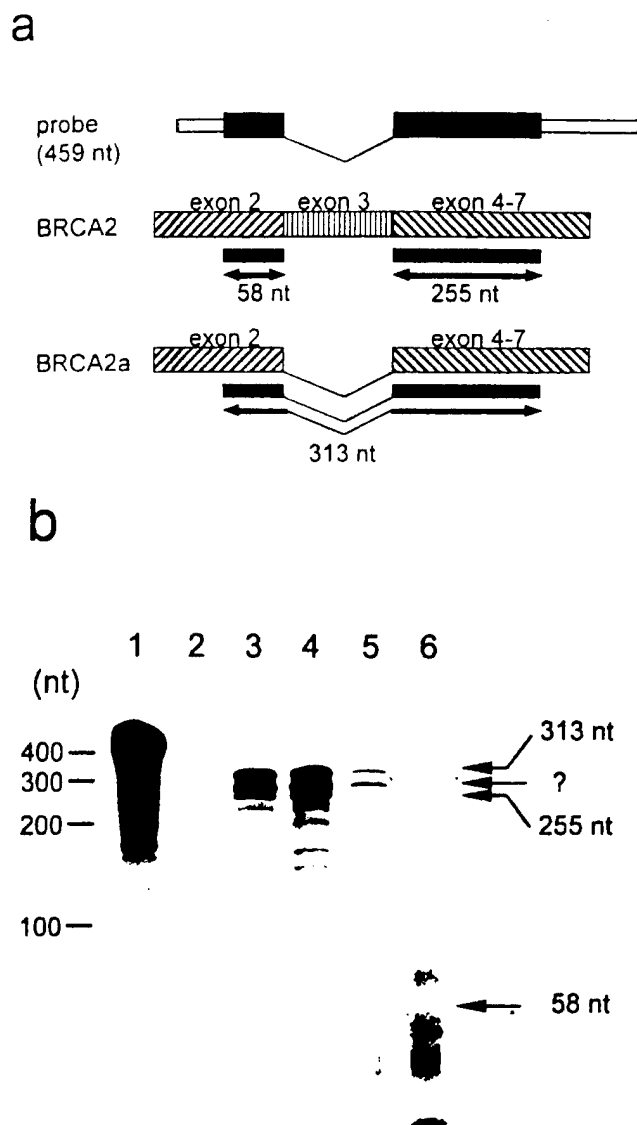 a
probe
(459 nt)
exon 2 exon 3 exon 4-7
BRCA2
58 nt 255 nt
exon 2 exon 4-7
BRCA2a
313 nt
b
1 2 3 4 5 6
(nt)
313 nt
400
300 ?
200 255 nt
100
58 nt